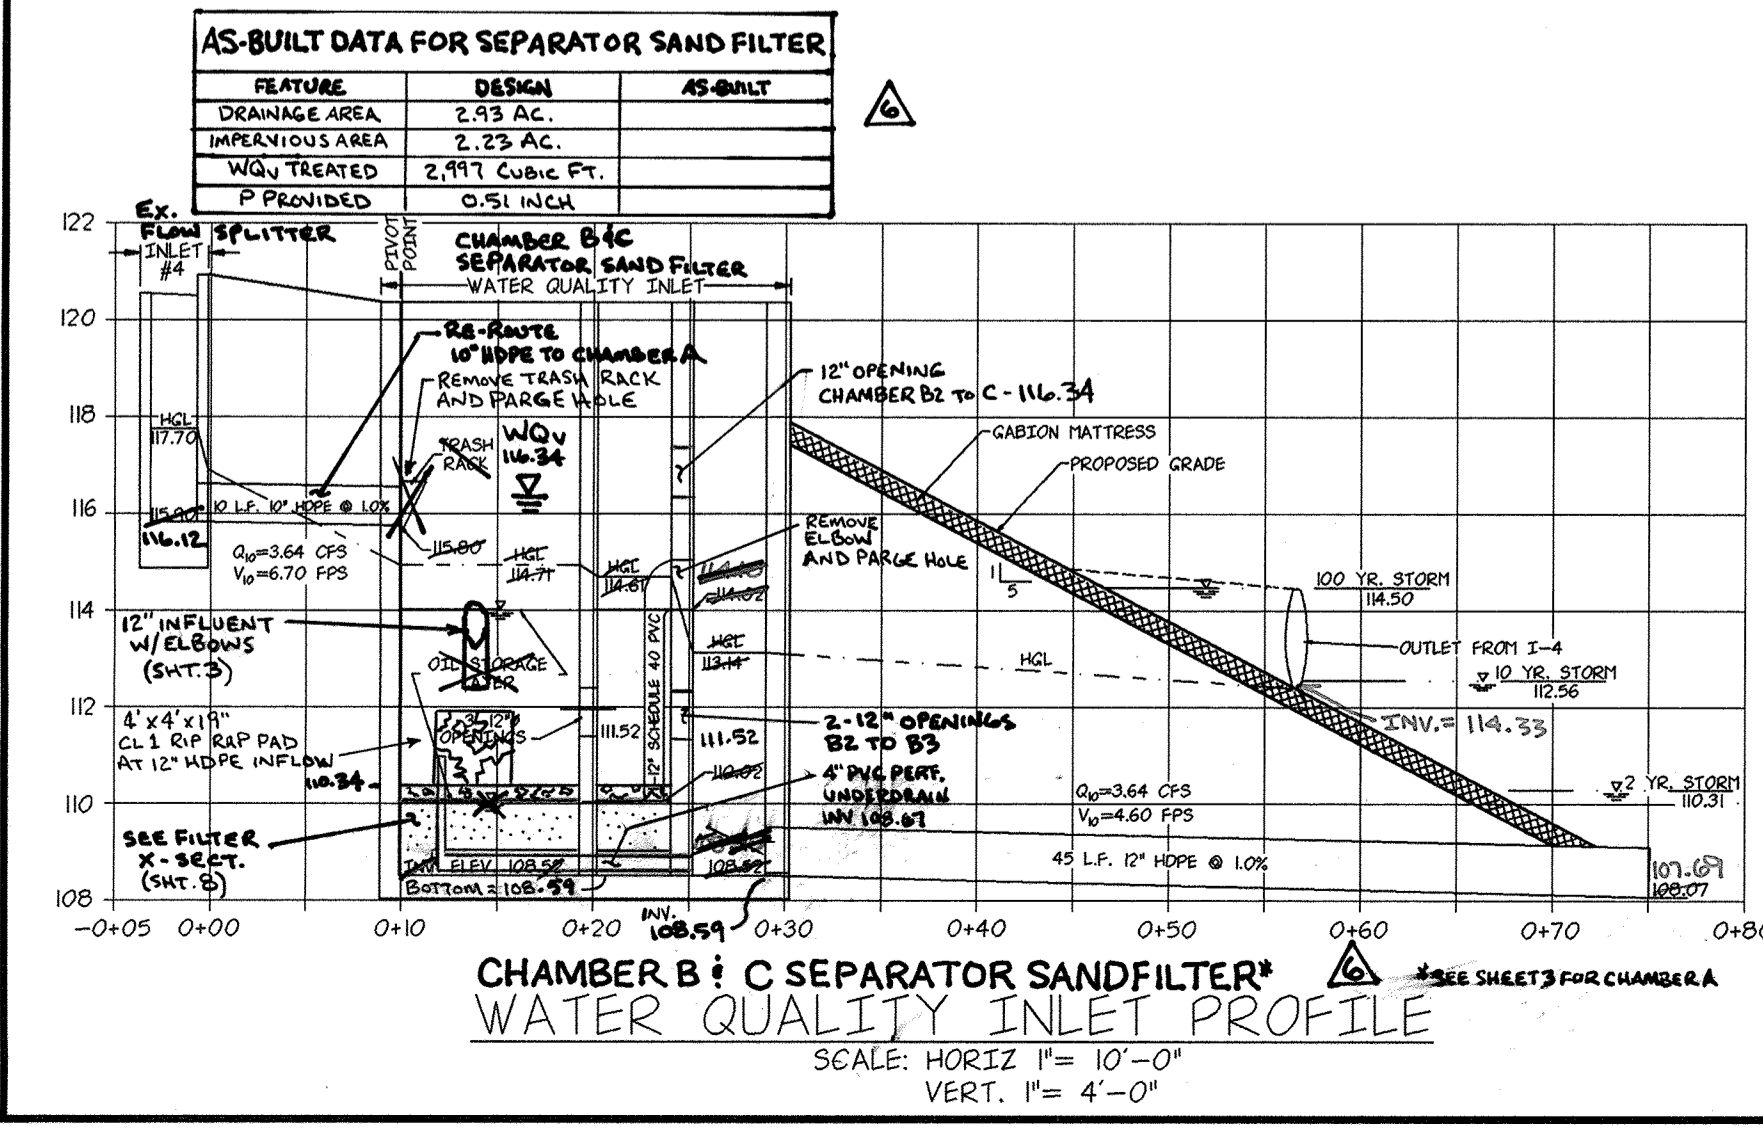 AS-BUILT DATA FOR SEPARATOR SAND FILTER
FEATURE DESIGN AS-BUILT
DRAINAGE AREA 2.93 AC.
IMPERVIOUS AREA 2.23 AC.
WQv TREATED 2,997 CUBIC FT.
P PROVIDED 0.51 INCH
6
EX.
FLOW SPLITTER
INLET
#4
PIVOT
POINT
CHAMBER B & C
SEPARATOR SAND FILTER
WATER QUALITY INLET
122
120
118
116
114
112
110
108
RE-ROUTE
10" HDPE TO CHAMBER A
REMOVE TRASH RACK
AND PARGE HOLE
TRASH
RACK
WQv
116.34
HGL
117.70
10 L.F. 10" HDPE @ 1.0%
115.90
116.12
Q10=3.64 CFS
V10=6.70 FPS
115.80
HGL
114.71
HGL
114.61
114.02
HGL
113.14
12" OPENING
CHAMBER B2 TO C - 116.34
GABION MATTRESS
PROPOSED GRADE
REMOVE
ELBOW
AND PARGE HOLE
1
5
100 YR. STORM
114.50
OUTLET FROM I-4
HGL
10 YR. STORM
112.56
INV.= 114.33
12" INFLUENT
W/ELBOWS
(SHT. 3)
OIL STORAGE
LAYER
3- 12"
OPENINGS
111.52
12" SCHEDULE 40 PVC
111.52
2-12" OPENINGS
B2 TO B3
4'x4'x19"
CL 1 RIP RAP PAD
AT 12" HDPE INFLOW
110.34
110.02
4" PVC PERF.
UNDERDRAIN
INV 108.67
Q10=3.64 CFS
V10=4.60 FPS
2 YR. STORM
110.31
SEE FILTER
X-SECT.
(SHT. 8)
INV. ELEV. 108.52
BOTTOM = 108.59
108.52
45 L.F. 12" HDPE @ 1.0%
107.69
108.07
INV.
108.59
-0+05 0+00 0+10 0+20 0+30 0+40 0+50 0+60 0+70
CHAMBER B & C SEPARATOR SANDFILTER*
6
*SEE SHEET 3 FOR CHAMBER A
WATER QUALITY INLET PROFILE
SCALE: HORIZ 1"= 10'-0"
VERT. 1"= 4'-0"